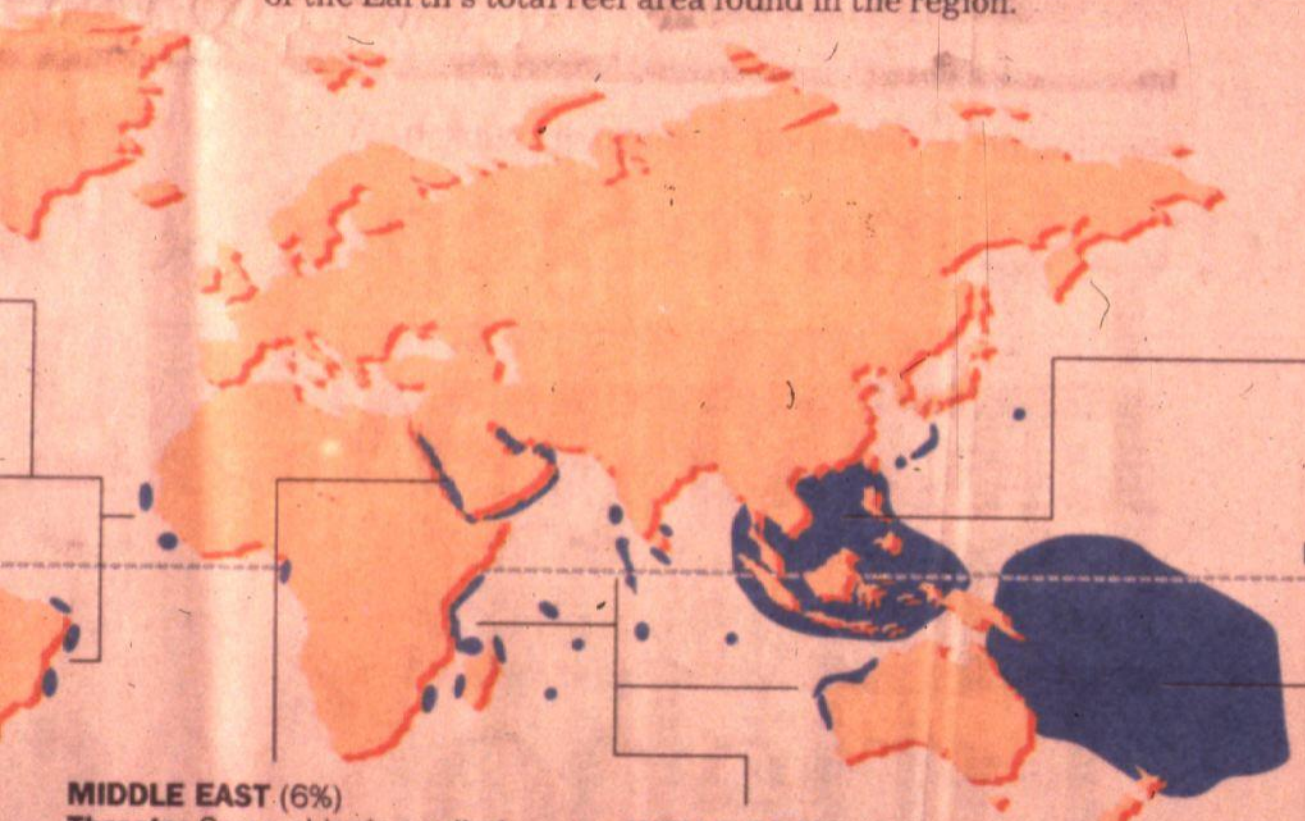 of the Earth's total reef area found in the region.
MIDDLE EAST (6%)